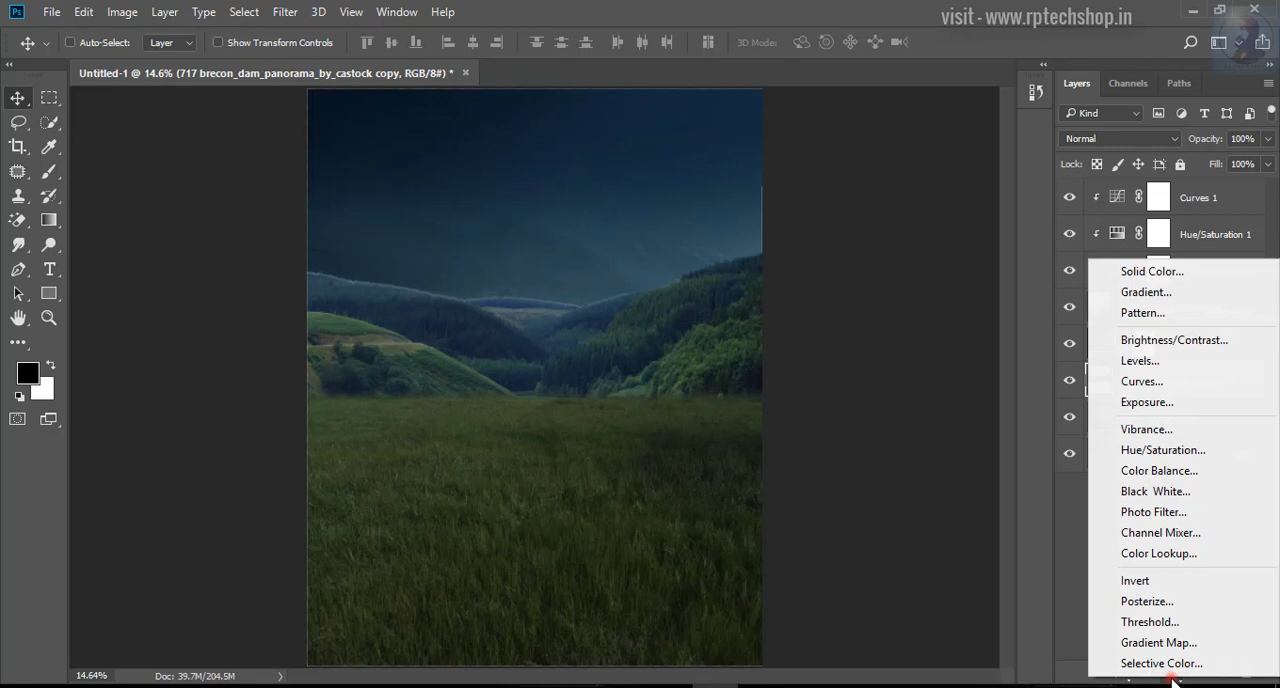 visit - www.rptechshop.in
Ps File Edit Image Layer Type Select Filter 3D View Window Help
Auto-Select: Layer Show Transform Controls 3D Mode:
Untitled-1 @ 14.6% (717 brecon_dam_panorama_by_castock copy, RGB/8#) *
Layers Channels Paths
Kind
Normal Opacity: 100%
Lock: Fill: 100%
Curves 1
Hue/Saturation 1
Solid Color...
Gradient...
Pattern...
Brightness/Contrast...
Levels...
Curves...
Exposure...
Vibrance...
Hue/Saturation...
Color Balance...
Black White...
Photo Filter...
Channel Mixer...
Color Lookup...
Invert
Posterize...
Threshold...
Gradient Map...
Selective Color...
14.64% Doc: 39.7M/204.5M